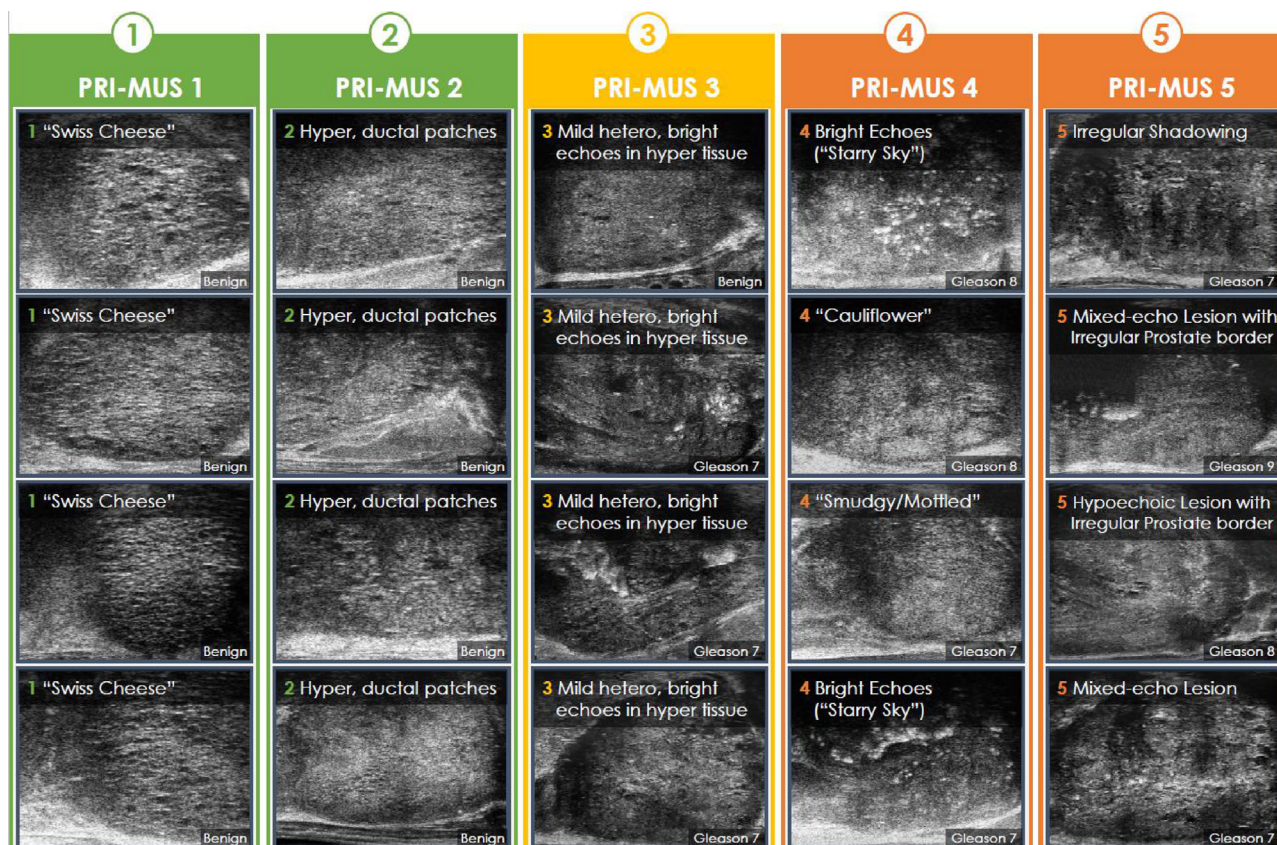 1
PRI-MUS 1
1 “Swiss Cheese”
Benign
1 “Swiss Cheese”
Benign
1 “Swiss Cheese”
Benign
1 “Swiss Cheese”
Benign
2
PRI-MUS 2
2 Hyper, ductal patches
Benign
2 Hyper, ductal patches
Benign
2 Hyper, ductal patches
Benign
2 Hyper, ductal patches
Benign
3
PRI-MUS 3
3 Mild hetero, bright
echoes in hyper tissue
Benign
3 Mild hetero, bright
echoes in hyper tissue
Gleason 7
3 Mild hetero, bright
echoes in hyper tissue
Gleason 7
3 Mild hetero, bright
echoes in hyper tissue
Gleason 7
4
PRI-MUS 4
4 Bright Echoes
(“Starry Sky”)
Gleason 8
4 “Cauliflower”
Gleason 8
4 “Smudgy/Mottled”
Gleason 7
4 Bright Echoes
(“Starry Sky”)
Gleason 7
5
PRI-MUS 5
5 Irregular Shadowing
Gleason 7
5 Mixed-echo Lesion with
Irregular Prostate border
Gleason 9
5 Hypoechoic Lesion with
Irregular Prostate border
Gleason 8
5 Mixed-echo Lesion
Gleason 7